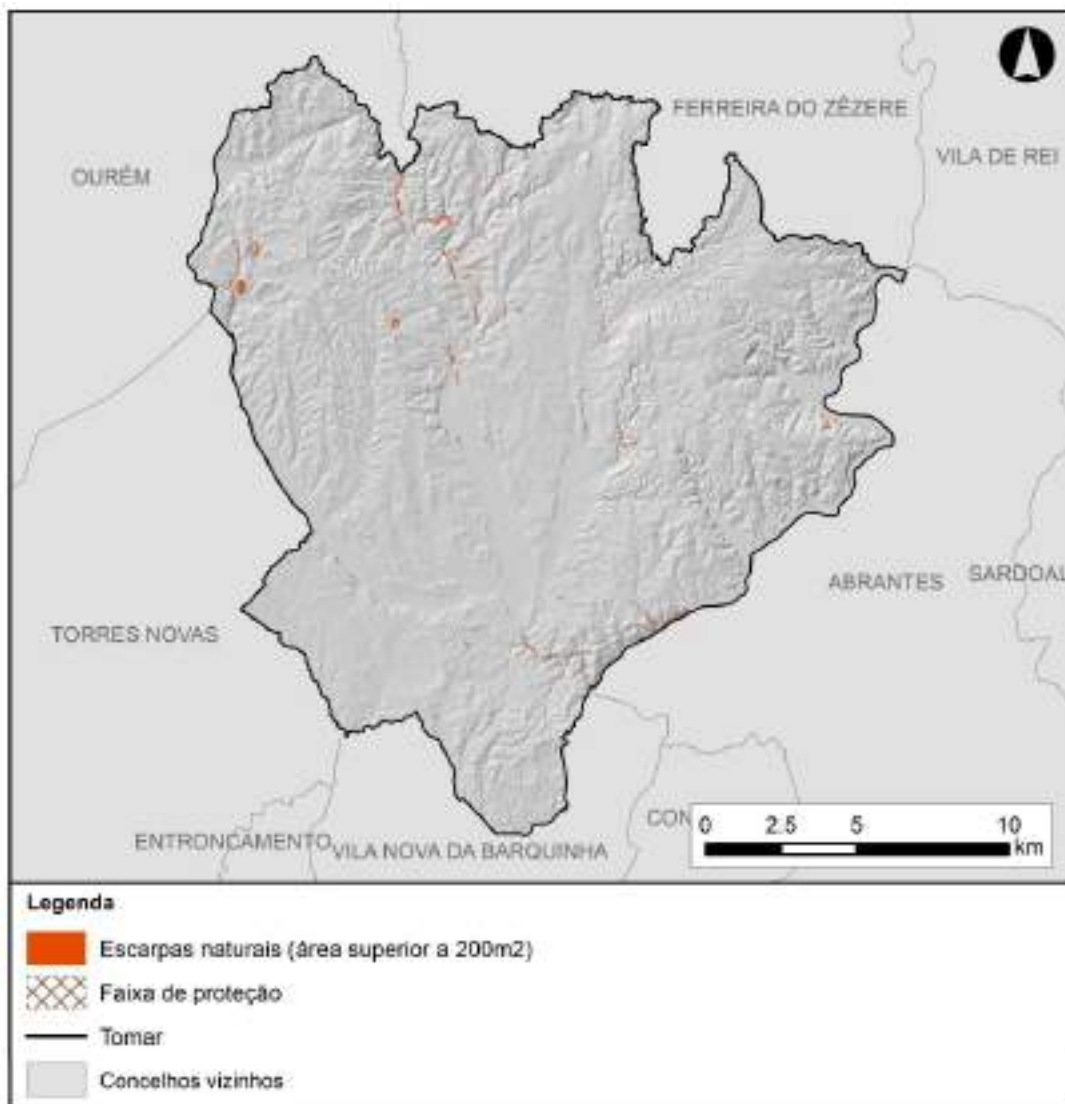 FERREIRA DO ZÊZERE
VILA DE REI
OURÉM
ABRANTES
SARDOAL
TORRES NOVAS
ENTRONCAMENTO
VILA NOVA DA BARQUINHA
CON
0 2.5 5 10
km
Legenda
Escarpas naturais (área superior a 200m2)
Faixa de proteção
Tomar
Concelhos vizinhos